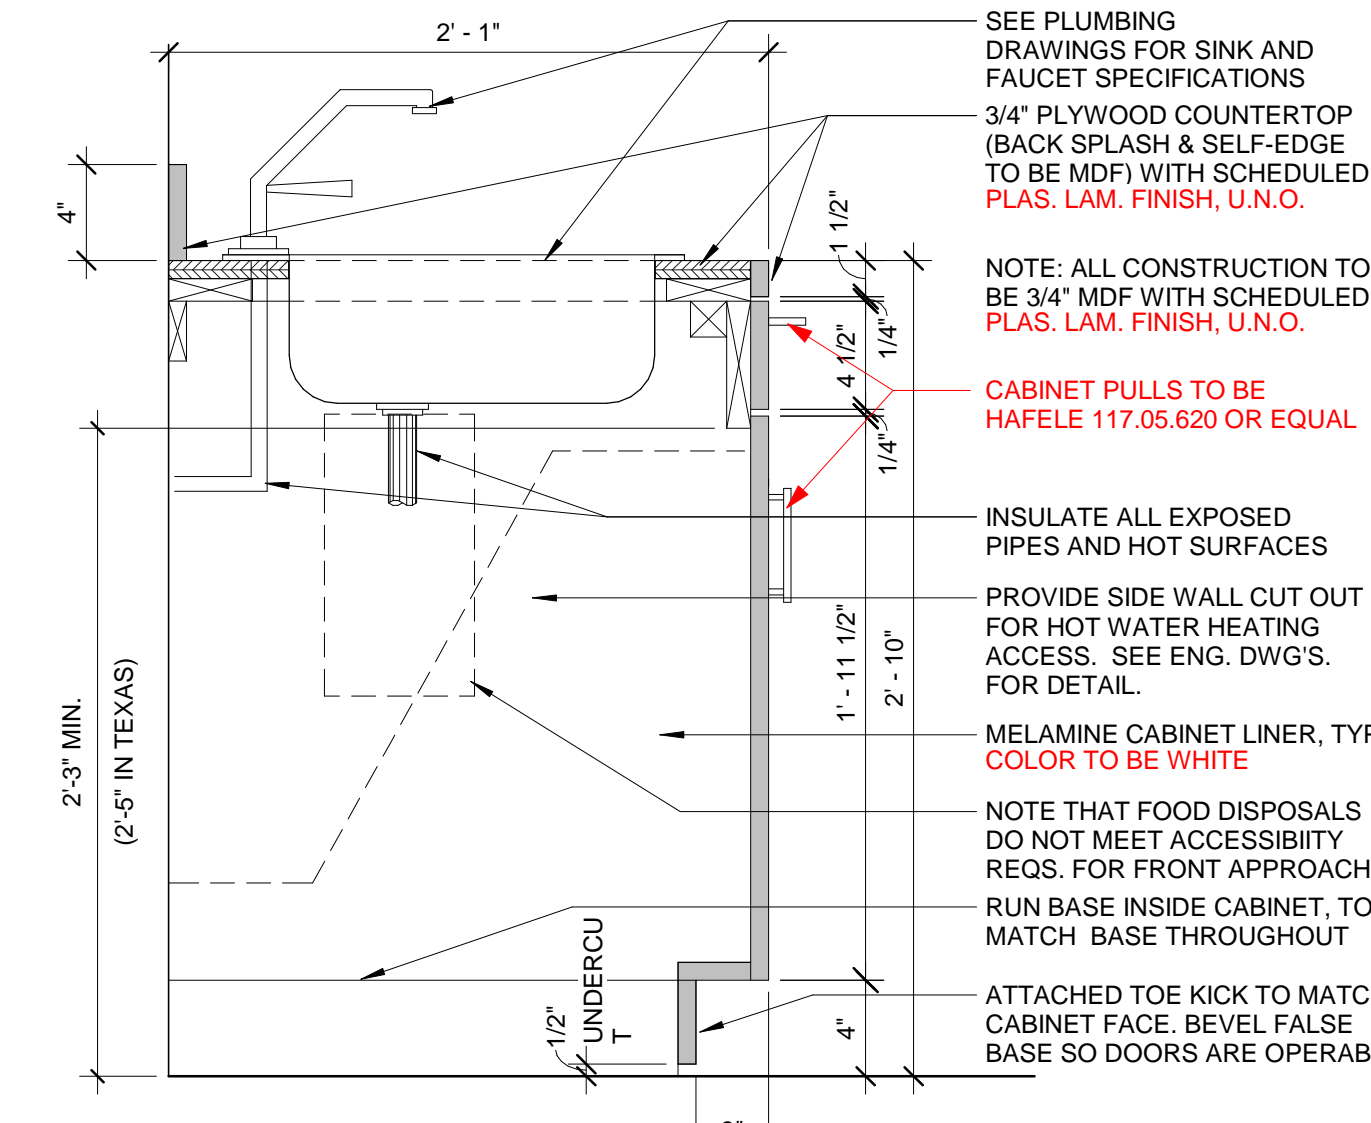 2' - 1"
SEE PLUMBING
DRAWINGS FOR SINK AND
FAUCET SPECIFICATIONS
3/4" PLYWOOD COUNTERTOP
(BACK SPLASH & SELF-EDGE
TO BE MDF) WITH SCHEDULED
PLAS. LAM. FINISH, U.N.O.
4"
1 1/2"
NOTE: ALL CONSTRUCTION TO
BE 3/4" MDF WITH SCHEDULED
PLAS. LAM. FINISH, U.N.O.
1/4"
4 1/2"
CABINET PULLS TO BE
HAFELE 117.05.620 OR EQUAL
1/4"
INSULATE ALL EXPOSED
PIPES AND HOT SURFACES
PROVIDE SIDE WALL CUT OUT
FOR HOT WATER HEATING
ACCESS. SEE ENG. DWG'S.
FOR DETAIL.
1' - 11 1/2"
2' - 10"
2'-3" MIN.
(2'-5" IN TEXAS)
MELAMINE CABINET LINER, TYP
COLOR TO BE WHITE
NOTE THAT FOOD DISPOSALS
DO NOT MEET ACCESSIBIITY
REQS. FOR FRONT APPROACH
RUN BASE INSIDE CABINET, TO
MATCH BASE THROUGHOUT
1/2"
UNDERCU
T
4"
ATTACHED TOE KICK TO MATC
CABINET FACE. BEVEL FALSE
BASE SO DOORS ARE OPERAB